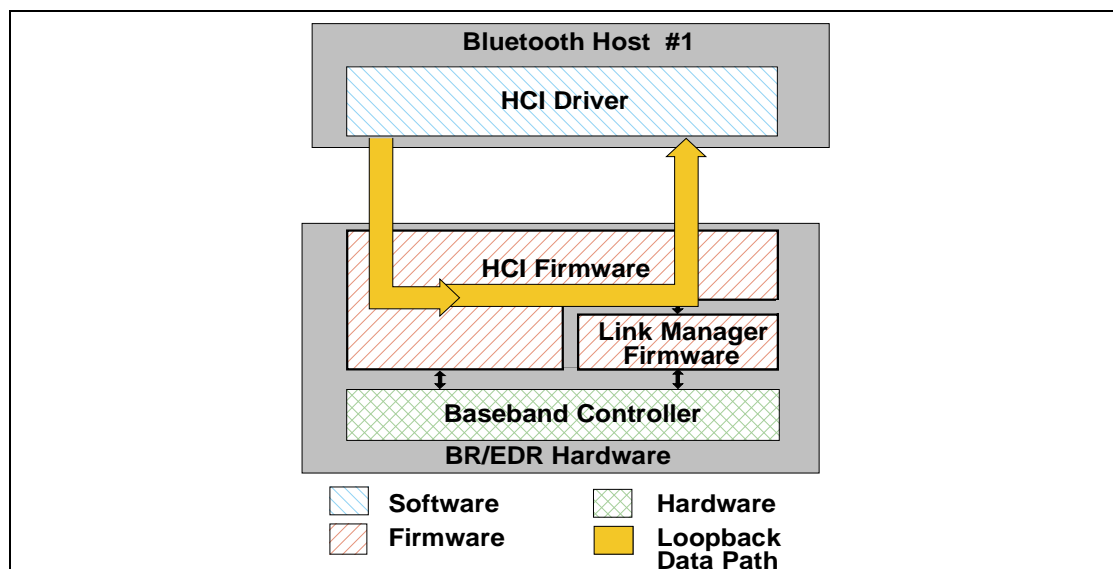 Bluetooth Host #1
HCI Driver
HCI Firmware
Link Manager
Firmware
Baseband Controller
BR/EDR Hardware
Software
Hardware
Firmware
Loopback
Data Path